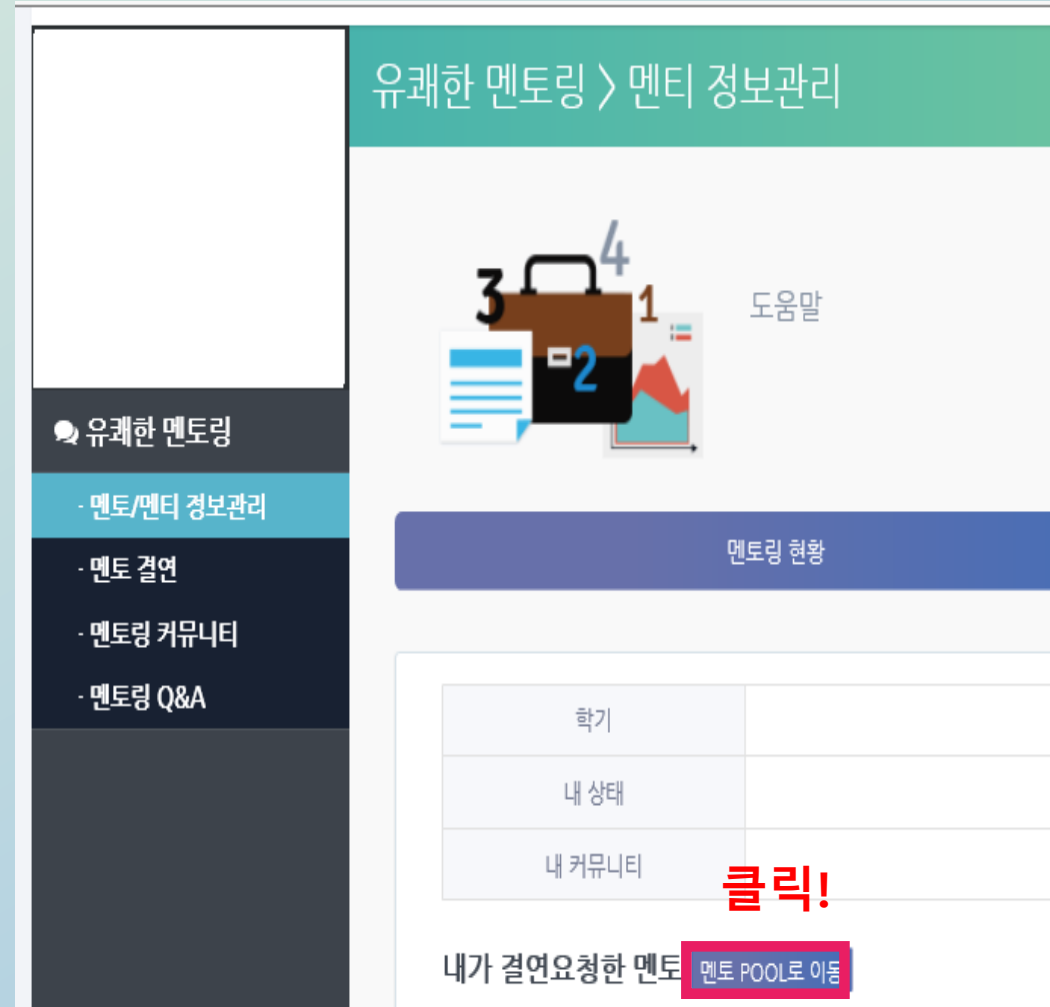 유쾌한 멘토링 〉 멘티 정보관리
4
3
1
2
도움말
유쾌한 멘토링
· 멘토/멘티 정보관리
· 멘토 결연
· 멘토링 커뮤니티
· 멘토링 Q&A
멘토링 현황
학기
내 상태
내 커뮤니티
클릭!
내가 결연요청한 멘토 멘토 POOL로 이동